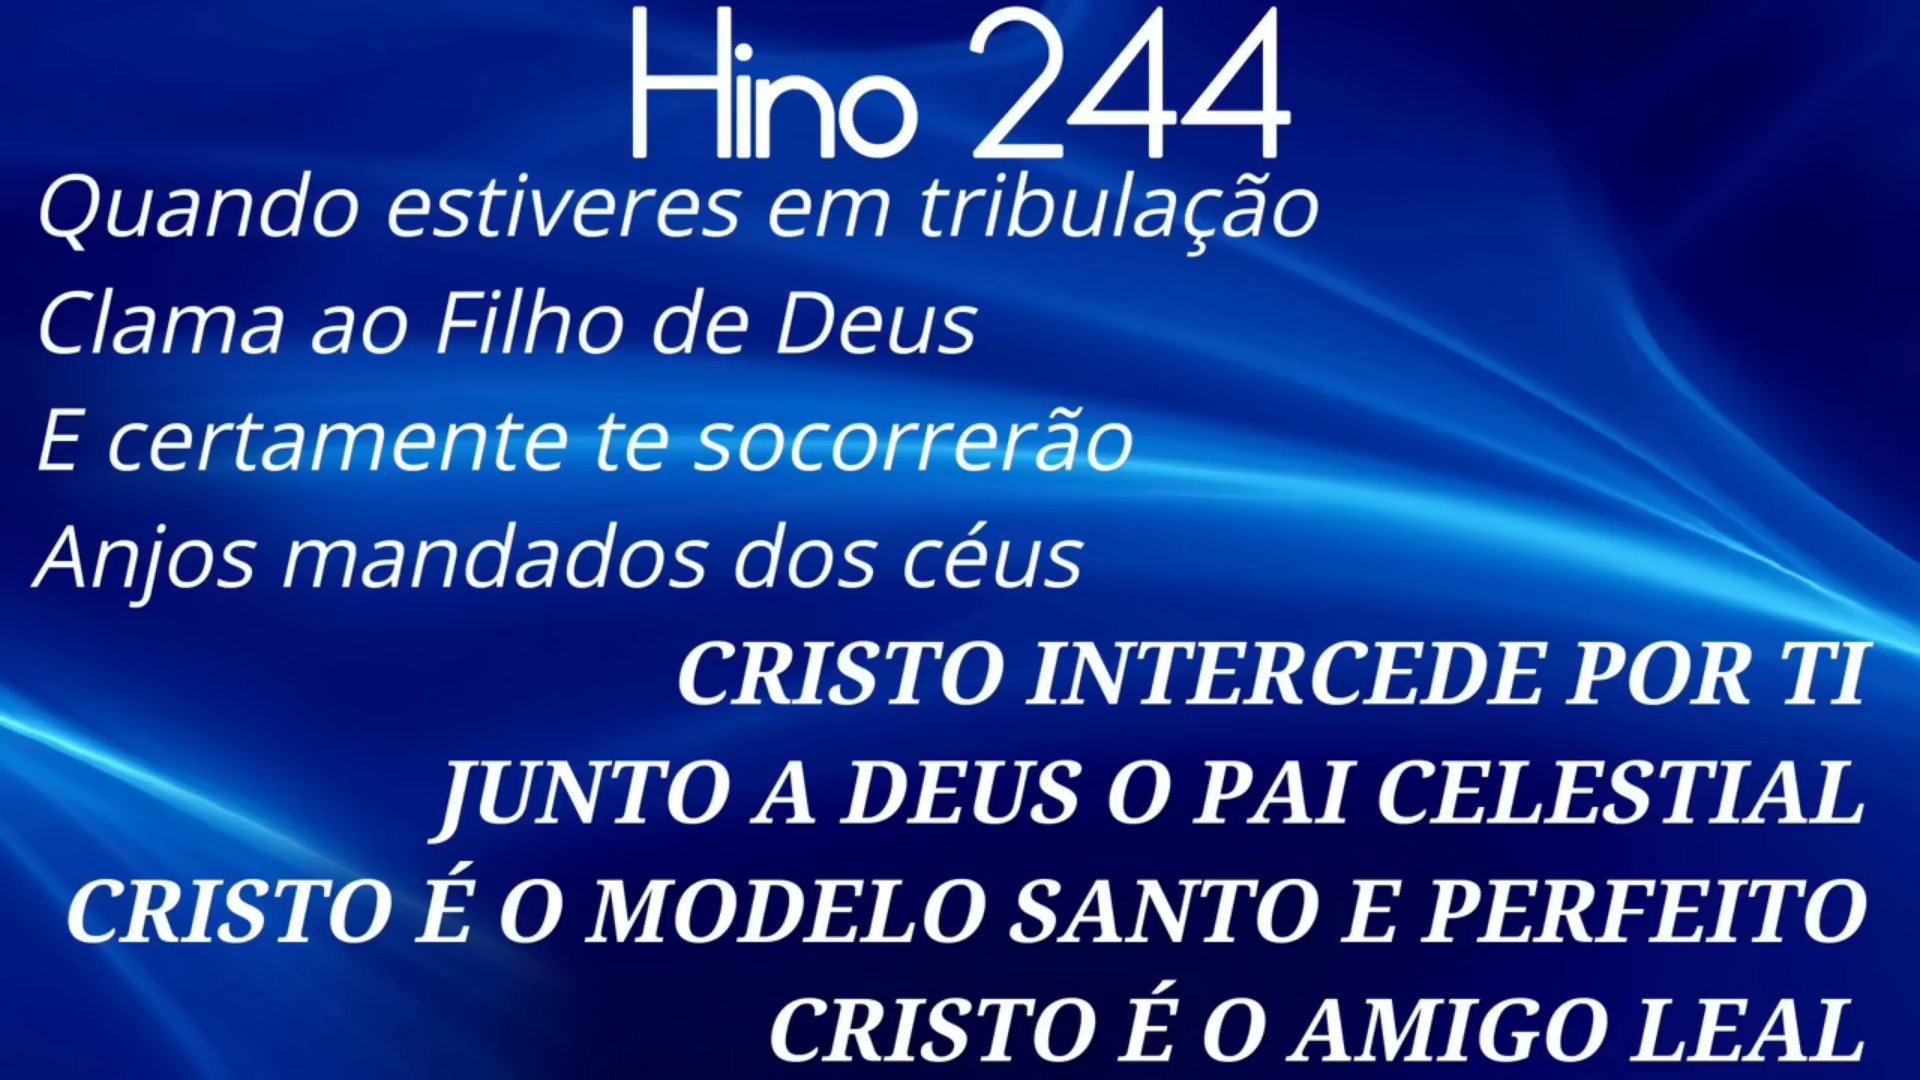 Hino 244
Quando estiveres em tribulação
Clama ao Filho de Deus
E certamente te socorrerão
Anjos mandados dos céus
CRISTO INTERCEDE POR TI
JUNTO A DEUS O PAI CELESTIAL
CRISTO É O MODELO SANTO E PERFEITO
CRISTO É O AMIGO LEAL